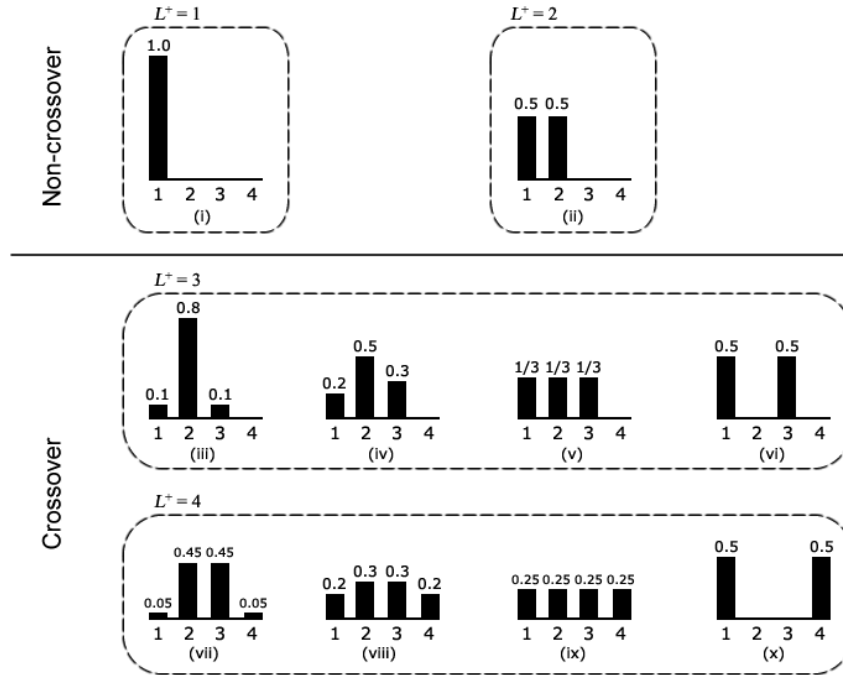 L⁺ = 1
L⁺ = 2
Non-crossover
1.0
0.5 0.5
1 2 3 4
1 2 3 4
(i)
(ii)
Crossover
L⁺ = 3
0.1 0.8 0.1
0.2 0.5 0.3
1/3 1/3 1/3
0.5 0.5
1 2 3 4
1 2 3 4
1 2 3 4
1 2 3 4
(iii)
(iv)
(v)
(vi)
L⁺ = 4
0.05 0.45 0.45 0.05
0.2 0.3 0.3 0.2
0.25 0.25 0.25 0.25
0.5 0.5
1 2 3 4
1 2 3 4
1 2 3 4
1 2 3 4
(vii)
(viii)
(ix)
(x)